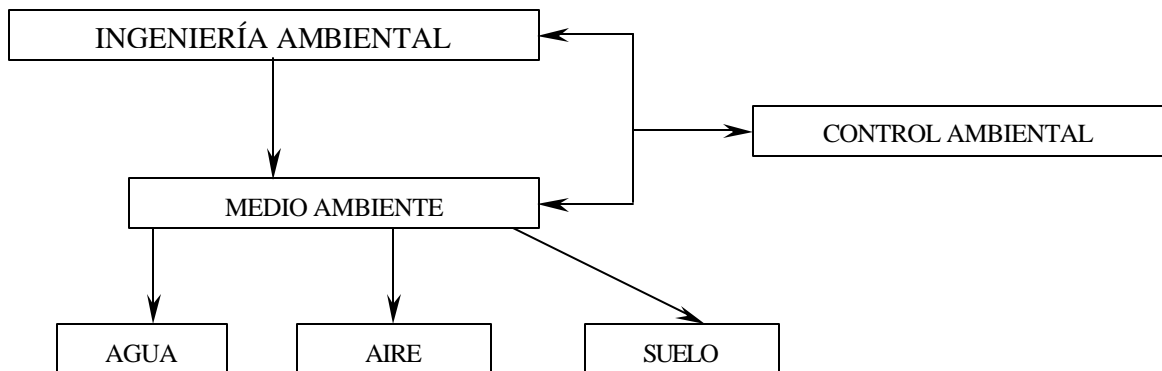 INGENIERÍA AMBIENTAL
CONTROL AMBIENTAL
MEDIO AMBIENTE
AGUA
AIRE
SUELO